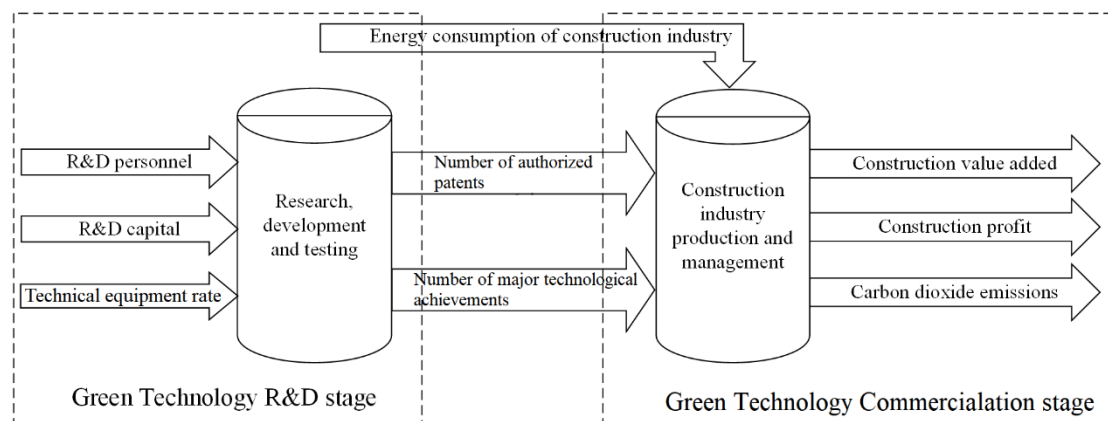 Energy consumption of construction industry
R&D personnel
R&D capital
Technical equipment rate
Research,
development
and testing
Number of authorized
patents
Number of major technological
achievements
Construction
industry
production and
management
Construction value added
Construction profit
Carbon dioxide emissions
Green Technology R&D stage
Green Technology Commercialation stage